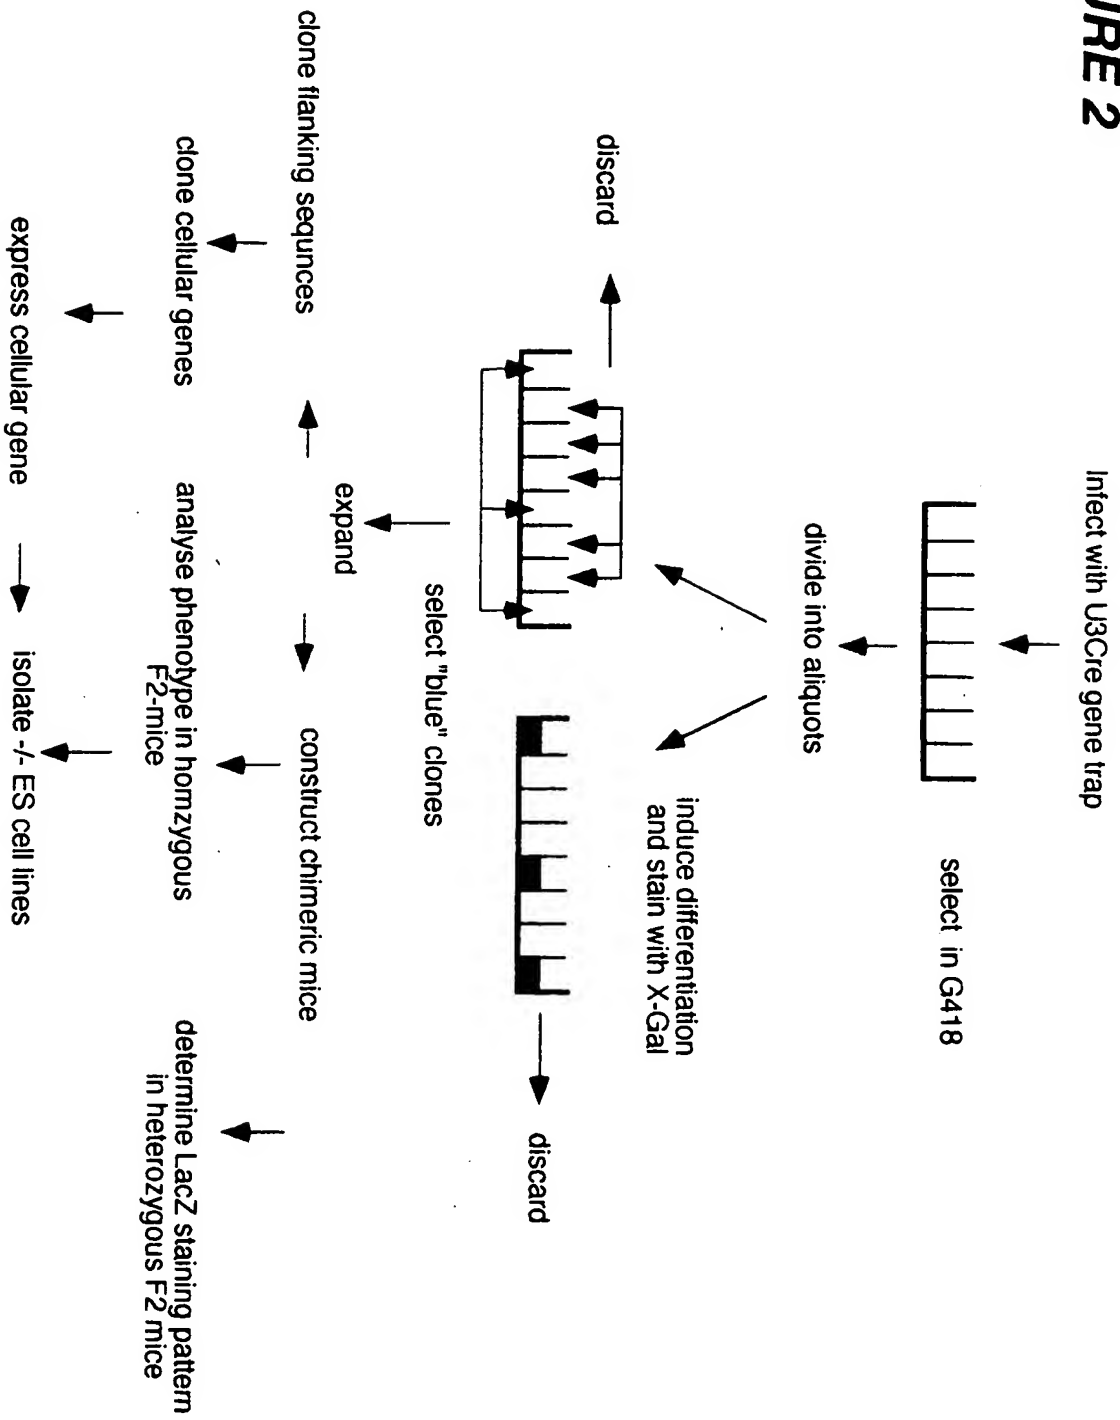 URE 2
Infect with U3Cre gene trap
select in G418
divide into aliquots
induce differentiation
and stain with X-Gal
discard
discard
select "blue" clones
expand
clone flanking sequnces
construct chimeric mice
clone cellular genes
analyse phenotype in homzygous
F2-mice
determine LacZ staining pattern
in heterozygous F2 mice
express cellular gene
isolate -/- ES cell lines